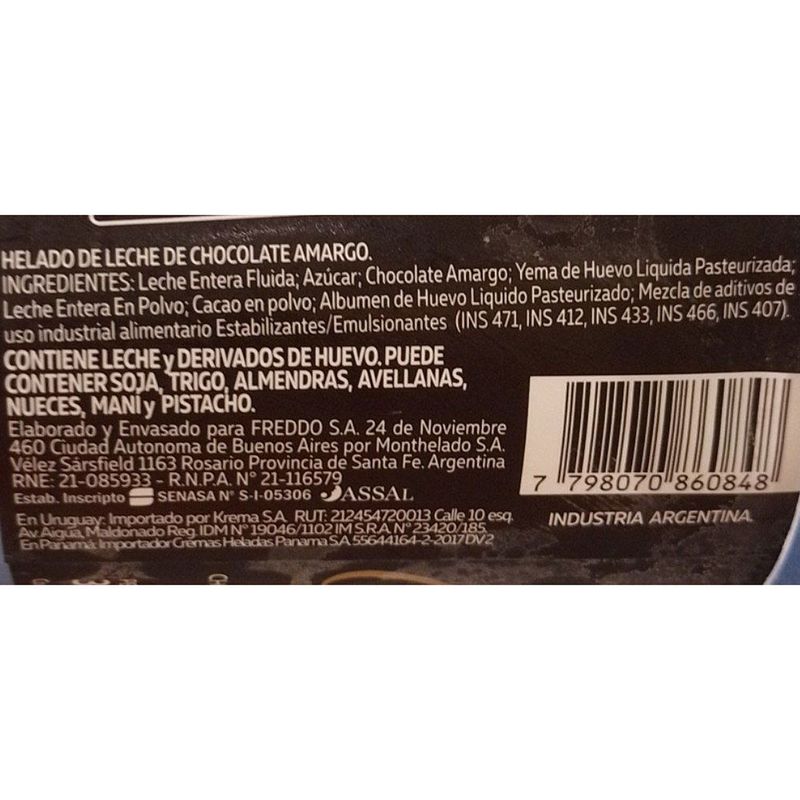 HELADO DE LECHE DE CHOCOLATE AMARGO.
INGREDIENTES: Leche Entera Fluida; Azúcar; Chocolate Amargo; Yema de Huevo Liquida Pasteurizada;
Leche Entera En Polvo; Cacao en polvo; Albumen de Huevo Liquido Pasteurizado; Mezcla de aditivos de
uso industrial alimentario Estabilizantes/Emulsionantes (INS 471, INS 412, INS 433, INS 466, INS 407).
CONTIENE LECHE y DERIVADOS DE HUEVO. PUEDE
CONTENER SOJA, TRIGO, ALMENDRAS, AVELLANAS,
NUECES, MANI y PISTACHO.
Elaborado y Envasado para FREDDO S.A. 24 de Noviembre
460 Ciudad Autonoma de Buenos Aires por Monthelado S.A.
Vélez Sársfield 1163 Rosario Provincia de Santa Fe. Argentina
RNE: 21-085933 - R.N.P.A. N° 21-116579
Estab. Inscripto SENASA N° S-I-05306 ASSAL
En Uruguay: Importado por Krema S.A. RUT: 212454720013 Calle 10 esq.
Av. Aigüa, Maldonado Reg. IDM N° 19046/1102 IM S.R.A. N° 23420/185.
En Panamá: Importador Cremas Heladas Panama S.A 55644164-2-2017 DV2
7 798070 860848
INDUSTRIA ARGENTINA.